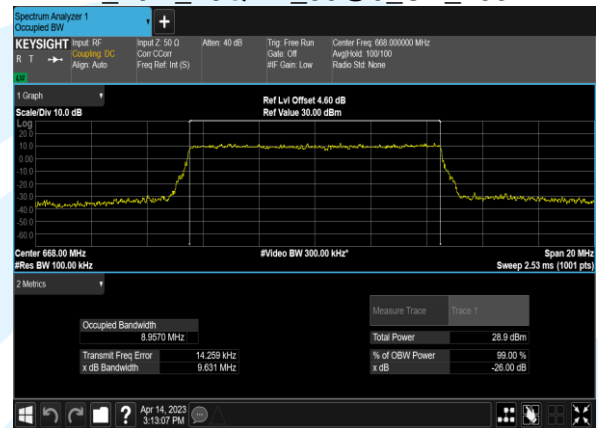 Spectrum Analyzer 1
Occupied BW
KEYSIGHT Input: RF Input Z: 50 Ω Atten: 40 dB Trig: Free Run Center Freq: 668.000000 MHz
R T Coupling: DC Corr CCorr Gate: Off Avg|Hold: 100/100
Align: Auto Freq Ref: Int (S) #IF Gain: Low Radio Std: None
1 Graph
Ref Lvl Offset 4.60 dB
Scale/Div 10.0 dB Ref Value 30.00 dBm
Log
20.0
10.0
0.00
-10.0
-20.0
-30.0
-40.0
-50.0
-60.0
Center 668.00 MHz #Video BW 300.00 kHz* Span 20 MHz
#Res BW 100.00 kHz Sweep 2.53 ms (1001 pts)
2 Metrics
Measure Trace Trace 1
Occupied Bandwidth
8.9570 MHz Total Power 28.9 dBm
Transmit Freq Error 14.259 kHz % of OBW Power 99.00 %
x dB Bandwidth 9.631 MHz x dB -26.00 dB
Apr 14, 2023
3:13:07 PM